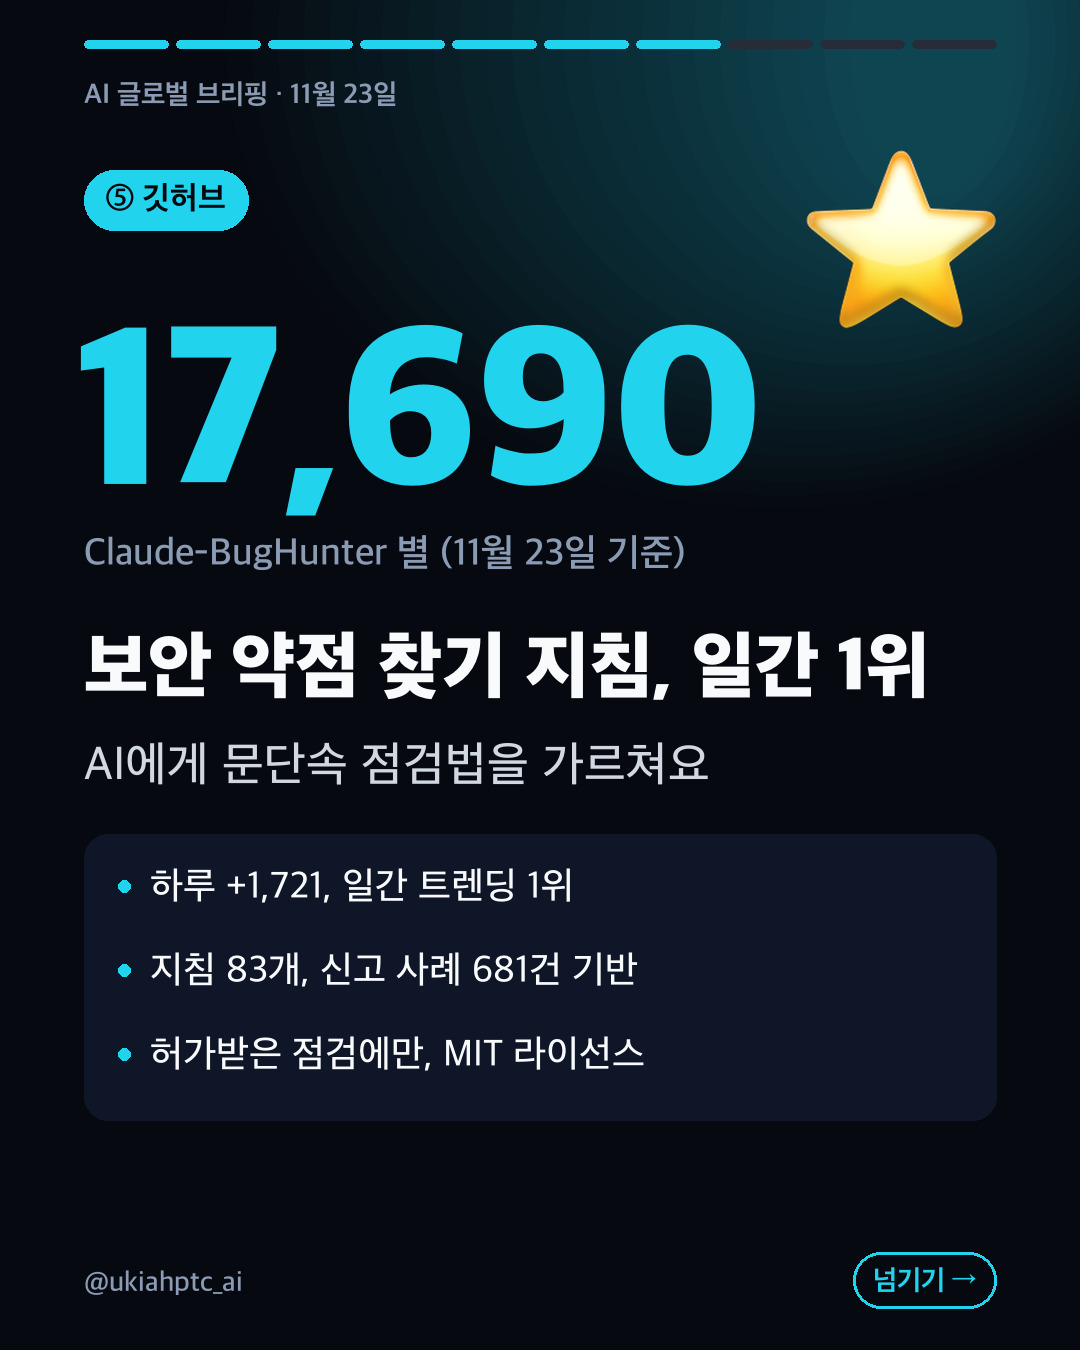 AI 글로벌 브리핑 · 11월 23일
⑤ 깃허브
17,690
Claude-BugHunter 별 (11월 23일 기준)
보안 약점 찾기 지침, 일간 1위
AI에게 문단속 점검법을 가르쳐요
• 하루 +1,721, 일간 트렌딩 1위
• 지침 83개, 신고 사례 681건 기반
• 허가받은 점검에만, MIT 라이선스
@ukiahptc_ai
넘기기 →